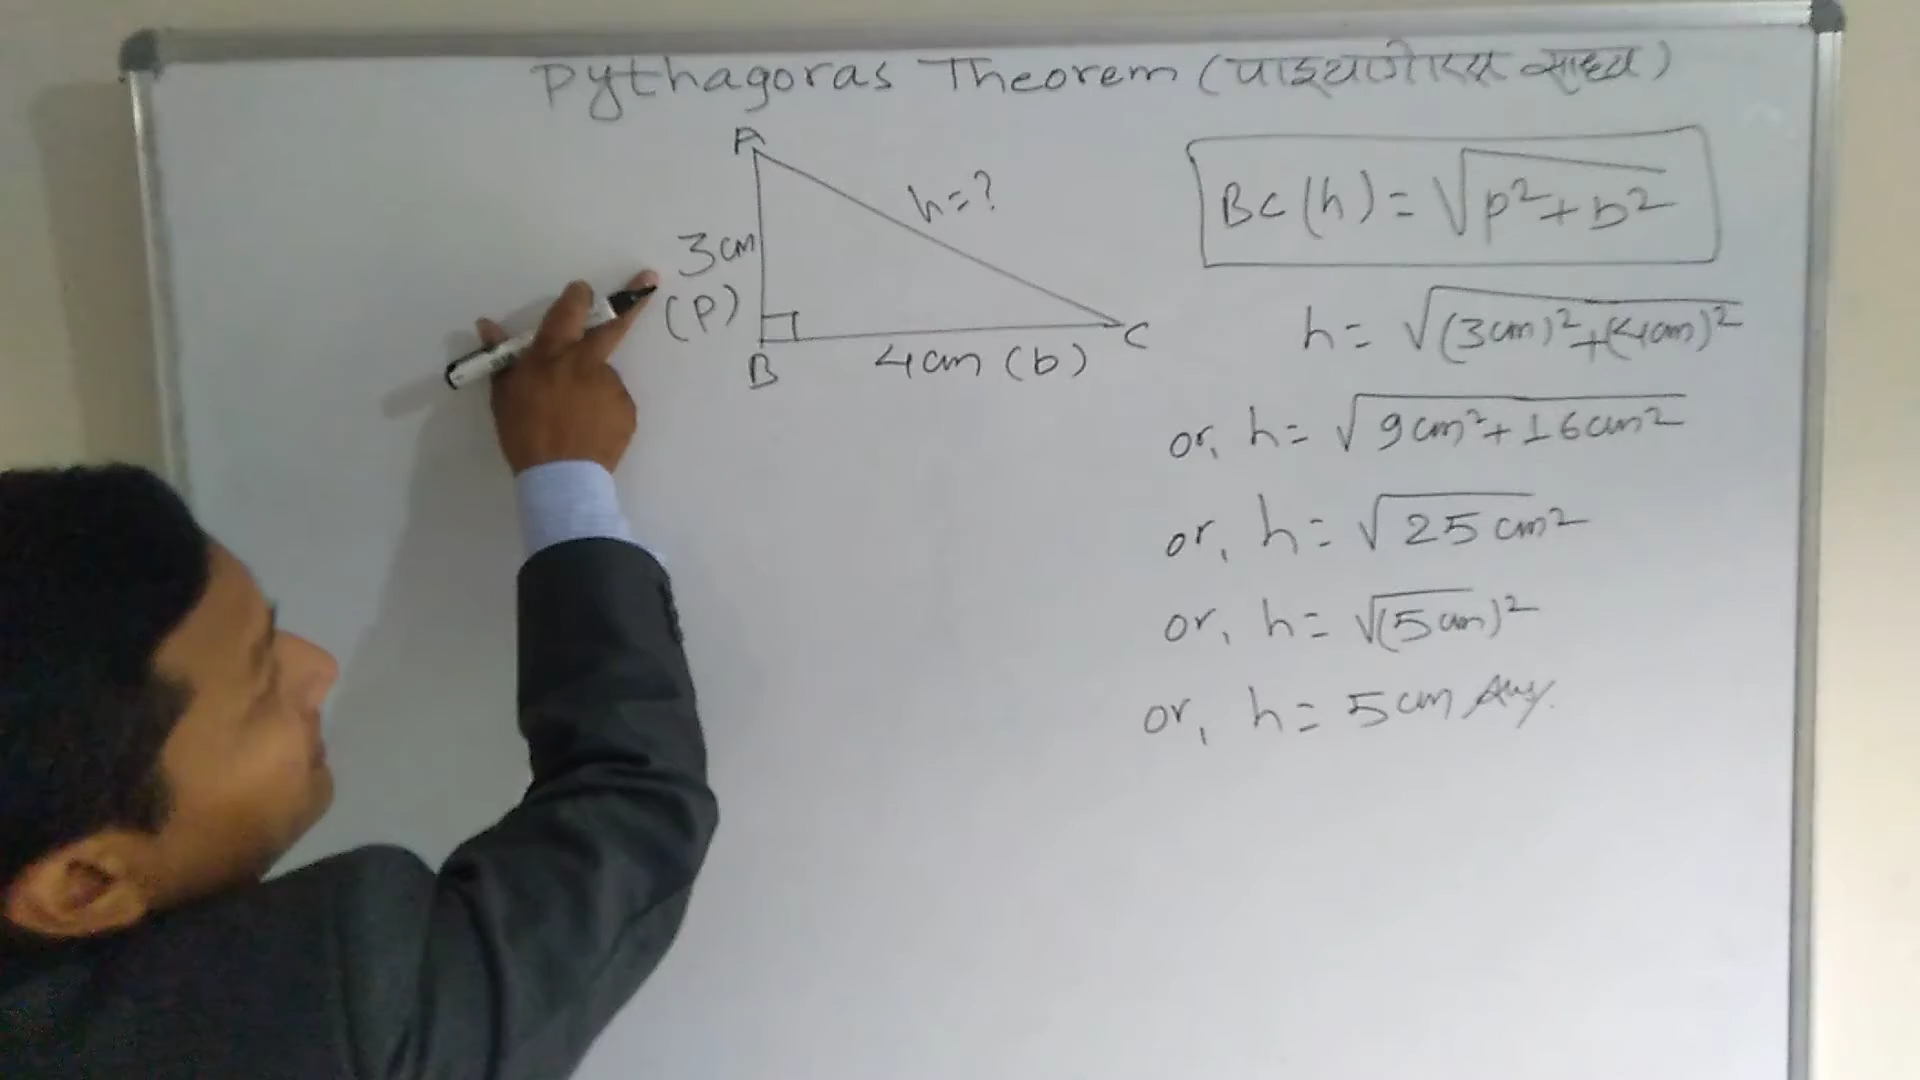 Pythagoras Theorem (पाइथागोरस साध्य)
A
h=?
3cm
(P)
B
4cm (b)
C
BC(h) = √p²+b²
h= √(3cm)²+(4cm)²
or, h= √9cm²+16cm²
or, h= √25cm²
or, h= √(5cm)²
or, h= 5cm Ans.